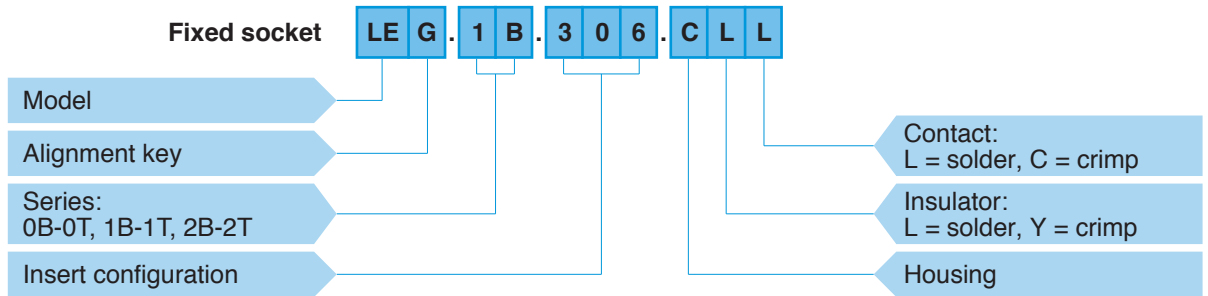 Fixed socket LE G . 1 B . 3 0 6 . C L L
Model
Alignment key
Series:
0B-0T, 1B-1T, 2B-2T
Insert configuration
Contact:
L = solder, C = crimp
Insulator:
L = solder, Y = crimp
Housing